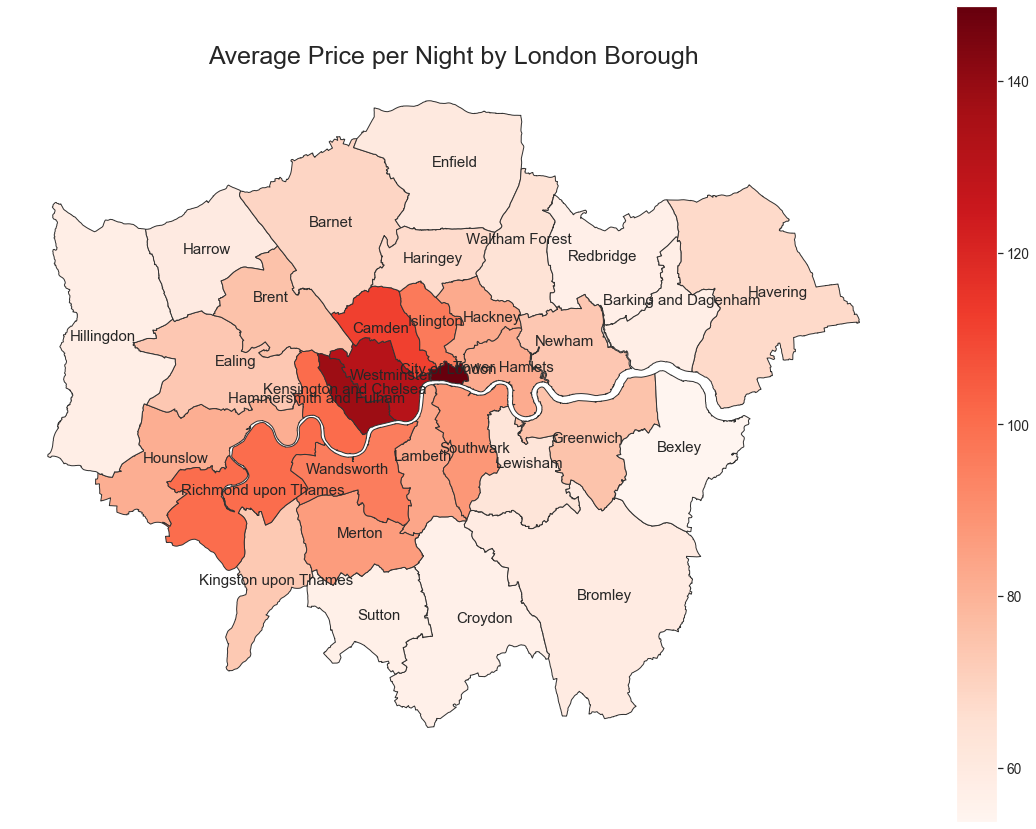 Average Price per Night by London Borough
140
120
100
80
60
Enfield
Barnet
Waltham Forest
Harrow
Haringey
Redbridge
Havering
Brent
Barking and Dagenham
Hackney
Islington
Camden
Hillingdon
Newham
Ealing
City of London
Tower Hamlets
Westminster
Kensington and Chelsea
Hammersmith and Fulham
Greenwich
Bexley
Southwark
Lambeth
Hounslow
Lewisham
Wandsworth
Richmond upon Thames
Merton
Kingston upon Thames
Bromley
Sutton
Croydon